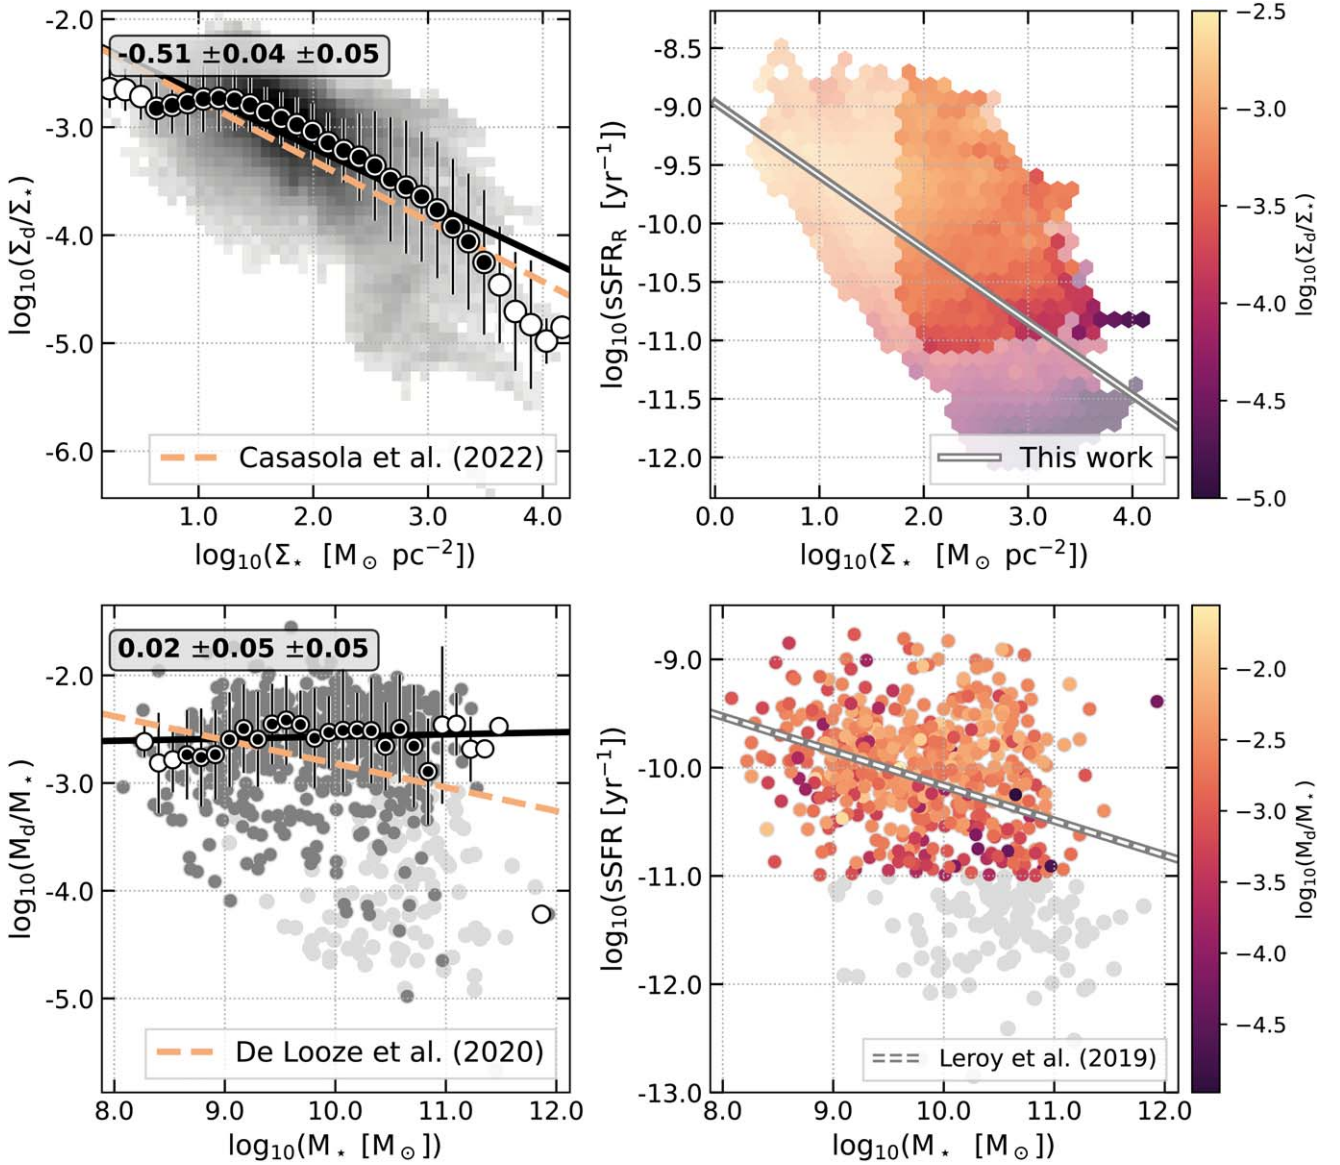 -2.0
-3.0
-4.0
-5.0
-6.0
log₁₀(Σd/Σ⋆)
-0.51 ±0.04 ±0.05
Casasola et al. (2022)
1.0 2.0 3.0 4.0
log₁₀(Σ⋆ [M⊙ pc⁻²])
-8.5
-9.0
-9.5
-10.0
-10.5
-11.0
-11.5
-12.0
log₁₀(sSFR_R [yr⁻¹])
This work
0.0 1.0 2.0 3.0 4.0
log₁₀(Σ⋆ [M⊙ pc⁻²])
−2.5
−3.0
−3.5
−4.0
−4.5
−5.0
log₁₀(Σd/Σ⋆)
-2.0
-3.0
-4.0
-5.0
log₁₀(Md/M⋆)
0.02 ±0.05 ±0.05
De Looze et al. (2020)
8.0 9.0 10.0 11.0 12.0
log₁₀(M⋆ [M⊙])
-9.0
-10.0
-11.0
-12.0
-13.0
log₁₀(sSFR [yr⁻¹])
Leroy et al. (2019)
8.0 9.0 10.0 11.0 12.0
log₁₀(M⋆ [M⊙])
−2.0
−2.5
−3.0
−3.5
−4.0
−4.5
log₁₀(Md/M⋆)